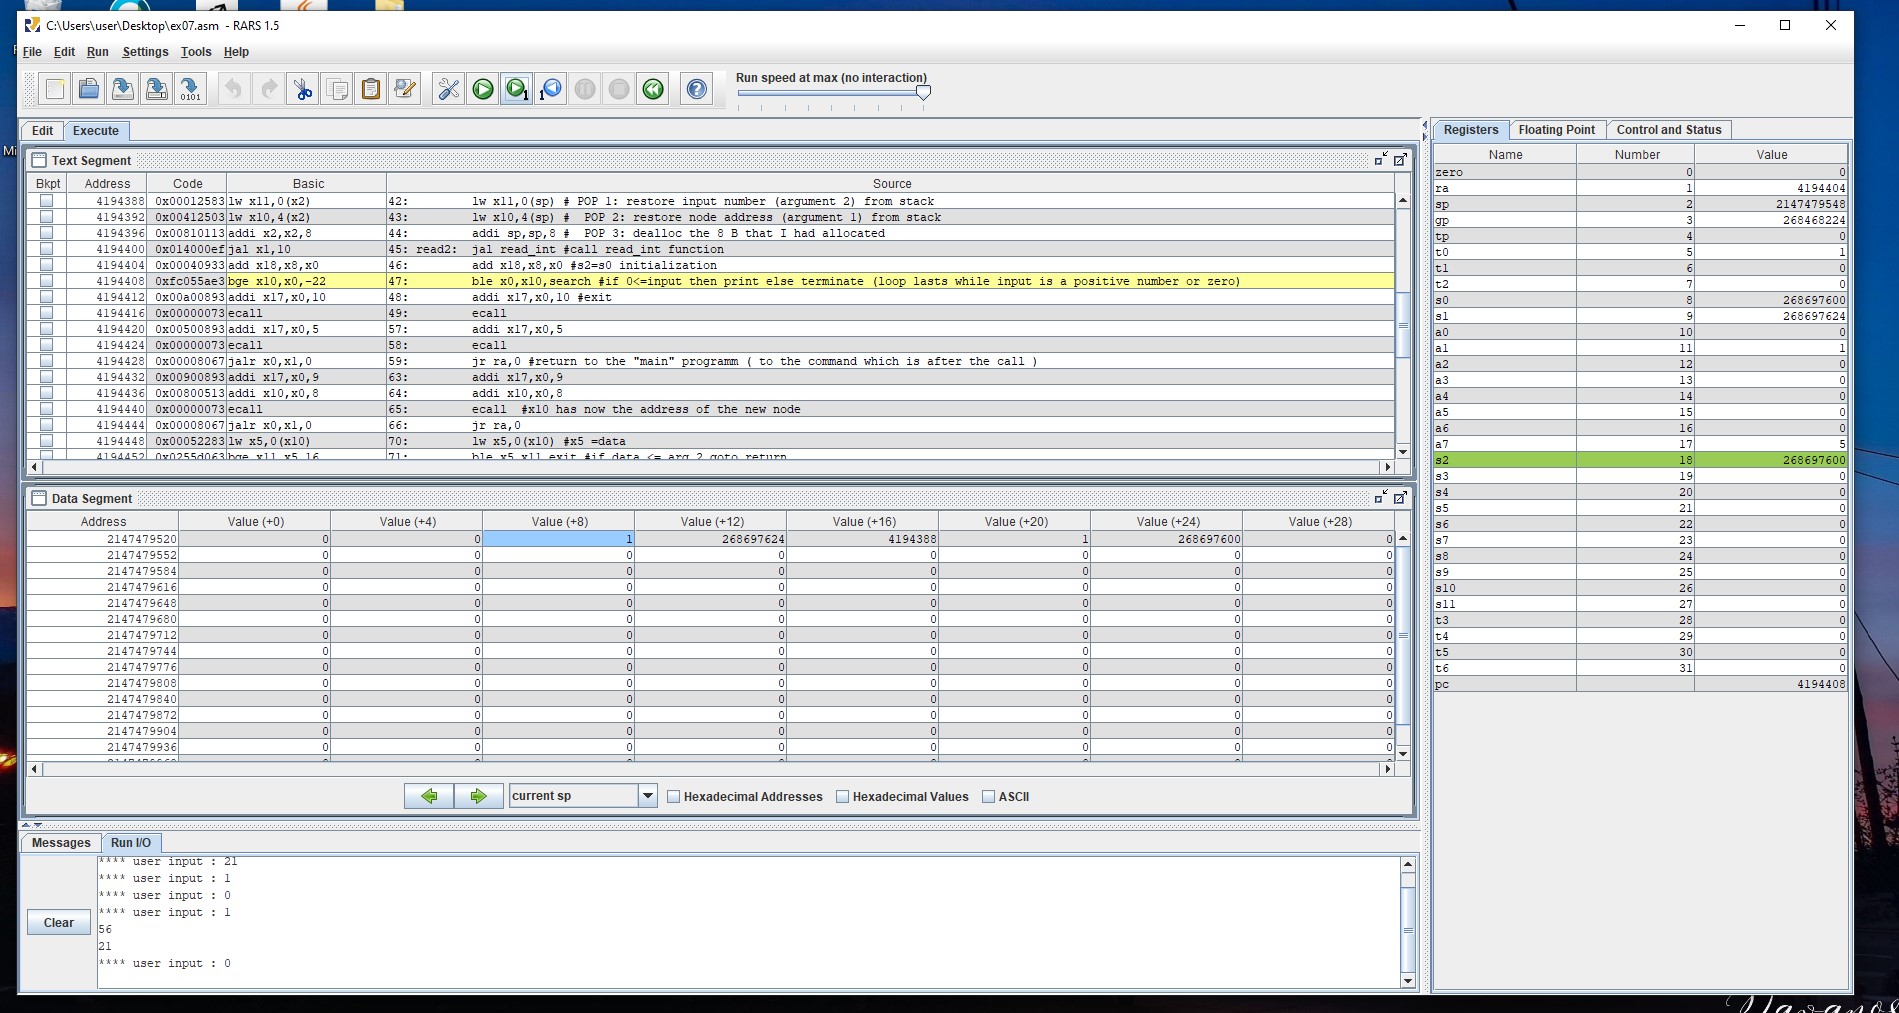 C:\Users\user\Desktop\ex07.asm - RARS 1.5
File Edit Run Settings Tools Help
Run speed at max (no interaction)
Edit Execute
Text Segment
Bkpt Address Code Basic Source
4194388 0x00012583 lw x11,0(x2) 42: lw x11,0(sp) # POP 1: restore input number (argument 2) from stack
4194392 0x00412503 lw x10,4(x2) 43: lw x10,4(sp) # POP 2: restore node address (argument 1) from stack
4194396 0x00810113 addi x2,x2,8 44: addi sp,sp,8 # POP 3: dealloc the 8 B that I had allocated
4194400 0x014000ef jal x1,10 45: read2: jal read_int #call read_int function
4194404 0x00040933 add x18,x8,x0 46: add x18,x8,x0 #s2=s0 initialization
4194408 0xfc055ae3 bge x10,x0,-22 47: ble x0,x10,search #if 0<=input then print else terminate (loop lasts while input is a positive number or zero)
4194412 0x00a00893 addi x17,x0,10 48: addi x17,x0,10 #exit
4194416 0x00000073 ecall 49: ecall
4194420 0x00500893 addi x17,x0,5 57: addi x17,x0,5
4194424 0x00000073 ecall 58: ecall
4194428 0x00008067 jalr x0,x1,0 59: jr ra,0 #return to the "main" programm ( to the command which is after the call )
4194432 0x00900893 addi x17,x0,9 63: addi x17,x0,9
4194436 0x00800513 addi x10,x0,8 64: addi x10,x0,8
4194440 0x00000073 ecall 65: ecall #x10 has now the address of the new node
4194444 0x00008067 jalr x0,x1,0 66: jr ra,0
4194448 0x00052283 lw x5,0(x10) 70: lw x5,0(x10) #x5 =data
4194452 0x0255d063 bge x11,x5,16 71: ble x5,x11,exit #if data <= arg 2 goto return
Data Segment
Address Value (+0) Value (+4) Value (+8) Value (+12) Value (+16) Value (+20) Value (+24) Value (+28)
2147479520 0 0 1 268697624 4194388 1 268697600 0
2147479552 0 0 0 0 0 0 0 0
2147479584 0 0 0 0 0 0 0 0
2147479616 0 0 0 0 0 0 0 0
2147479648 0 0 0 0 0 0 0 0
2147479680 0 0 0 0 0 0 0 0
2147479712 0 0 0 0 0 0 0 0
2147479744 0 0 0 0 0 0 0 0
2147479776 0 0 0 0 0 0 0 0
2147479808 0 0 0 0 0 0 0 0
2147479840 0 0 0 0 0 0 0 0
2147479872 0 0 0 0 0 0 0 0
2147479904 0 0 0 0 0 0 0 0
2147479936 0 0 0 0 0 0 0 0
current sp Hexadecimal Addresses Hexadecimal Values ASCII
Messages Run I/O
Clear
**** user input : 21
**** user input : 1
**** user input : 0
**** user input : 1
56
21
**** user input : 0
Registers Floating Point Control and Status
Name Number Value
zero 0 0
ra 1 4194404
sp 2 2147479548
gp 3 268468224
tp 4 0
t0 5 1
t1 6 0
t2 7 0
s0 8 268697600
s1 9 268697624
a0 10 0
a1 11 1
a2 12 0
a3 13 0
a4 14 0
a5 15 0
a6 16 0
a7 17 5
s2 18 268697600
s3 19 0
s4 20 0
s5 21 0
s6 22 0
s7 23 0
s8 24 0
s9 25 0
s10 26 0
s11 27 0
t3 28 0
t4 29 0
t5 30 0
t6 31 0
pc 4194408